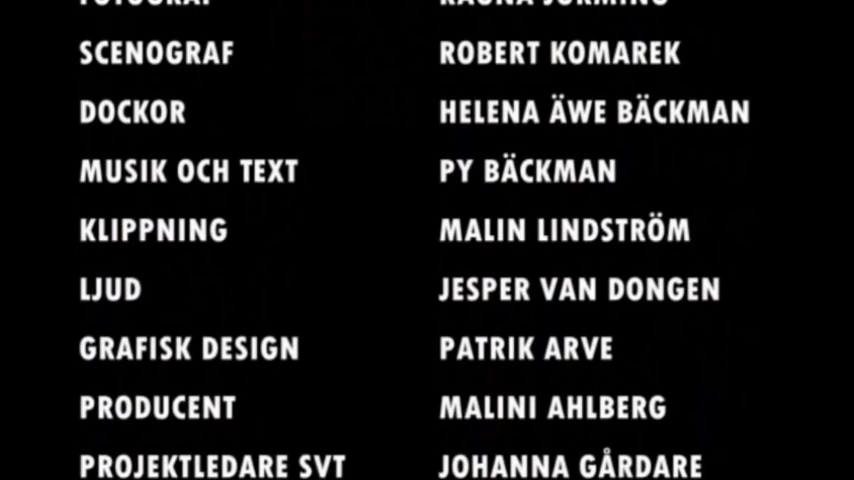 SCENOGRAF ROBERT KOMAREK
DOCKOR HELENA ÄWE BÄCKMAN
MUSIK OCH TEXT PY BÄCKMAN
KLIPPNING MALIN LINDSTRÖM
LJUD JESPER VAN DONGEN
GRAFISK DESIGN PATRIK ARVE
PRODUCENT MALINI AHLBERG
PROJEKTLEDARE SVT JOHANNA GÅRDARE